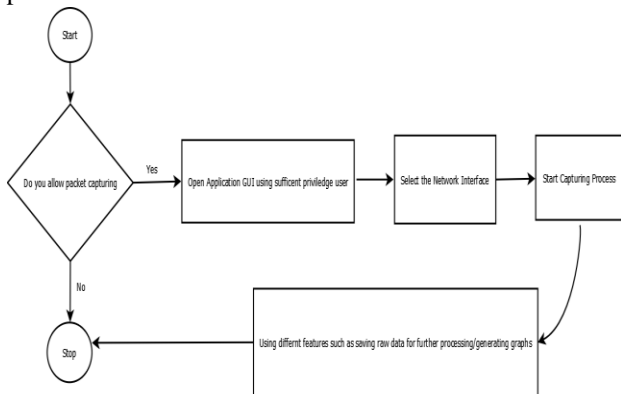 Start
Do you allow packet capturing
Yes
Open Application GUI using sufficent priviledge user
Select the Network Interface
Start Capturing Process
No
Using differnt features such as saving raw data for further processing/generating graphs
Stop